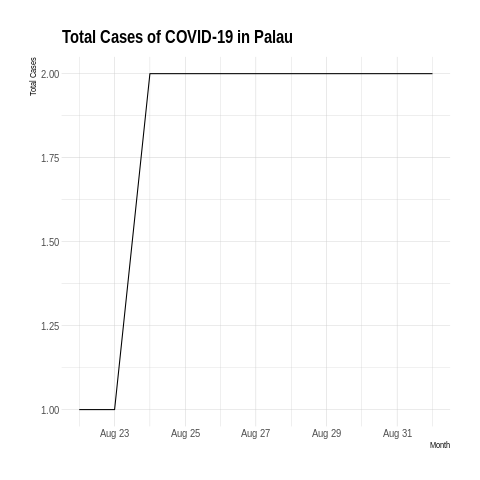 Total Cases of COVID-19 in Palau
Total Cases
2.00
1.75
1.50
1.25
1.00
Aug 23 Aug 25 Aug 27 Aug 29 Aug 31
Month